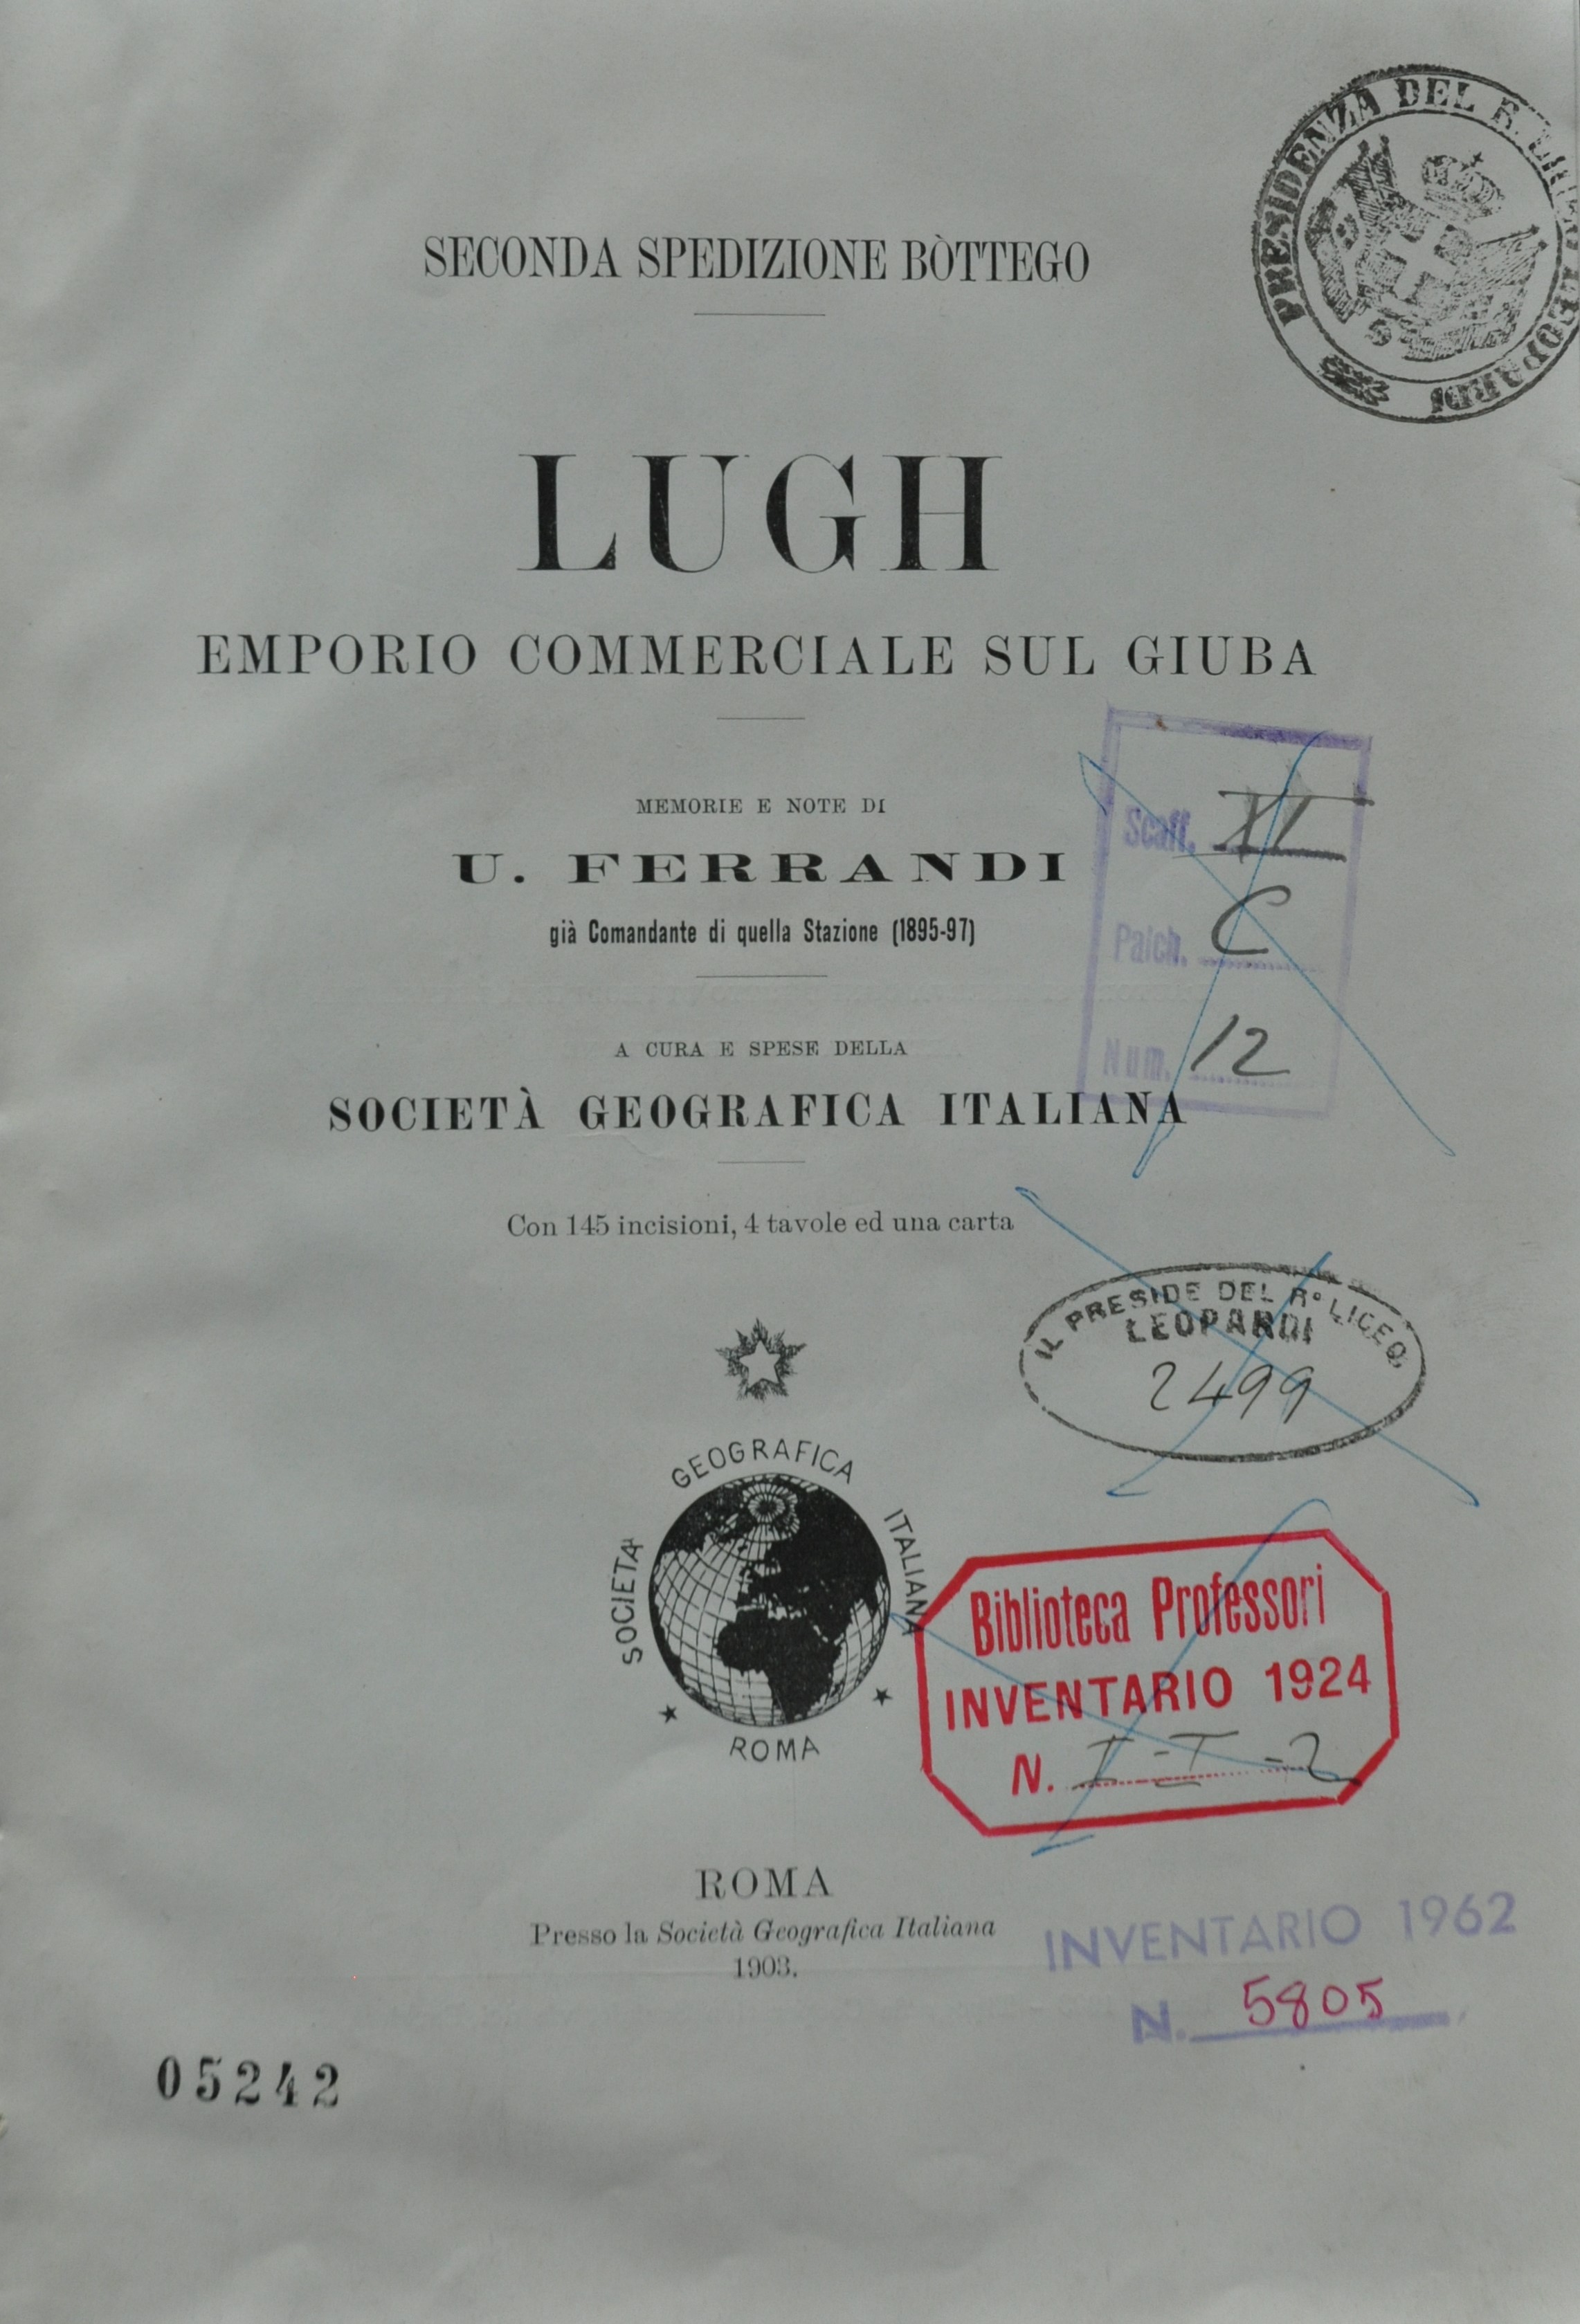 PRESIDENZA DEL R. LICEO LEOPARDI
SECONDA SPEDIZIONE BÒTTEGO
LUGH
EMPORIO COMMERCIALE SUL GIUBA
MEMORIE E NOTE DI
U. FERRANDI
già Comandante di quella Stazione (1895-97)
Scaff. XI
Palch. C
Num. 12
A CURA E SPESE DELLA
SOCIETÀ GEOGRAFICA ITALIANA
Con 145 incisioni, 4 tavole ed una carta
IL PRESIDE DEL R° LICEO
LEOPARDI
2499
SOCIETÀ GEOGRAFICA ITALIANA
ROMA
Biblioteca Professori
INVENTARIO 1924
N. I-I-2
ROMA
Presso la Società Geografica Italiana
1903.
INVENTARIO 1962
N. 5805
05242